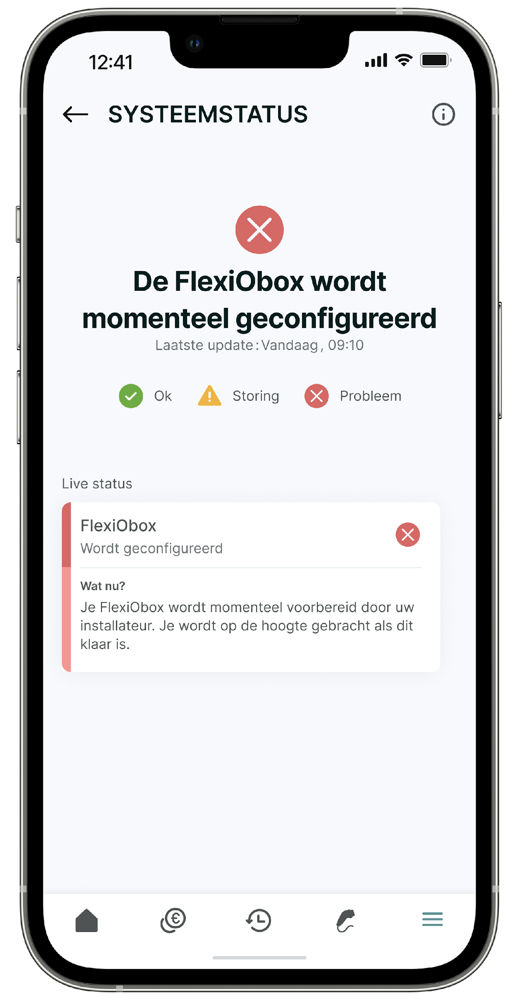 12:41
SYSTEEMSTATUS
De FlexiObox wordt
momenteel geconfigureerd
Laatste update: Vandaag, 09:10
Ok Storing Probleem
Live status
FlexiObox
Wordt geconfigureerd
Wat nu?
Je FlexiObox wordt momenteel voorbereid door uw
installateur. Je wordt op de hoogte gebracht als dit
klaar is.